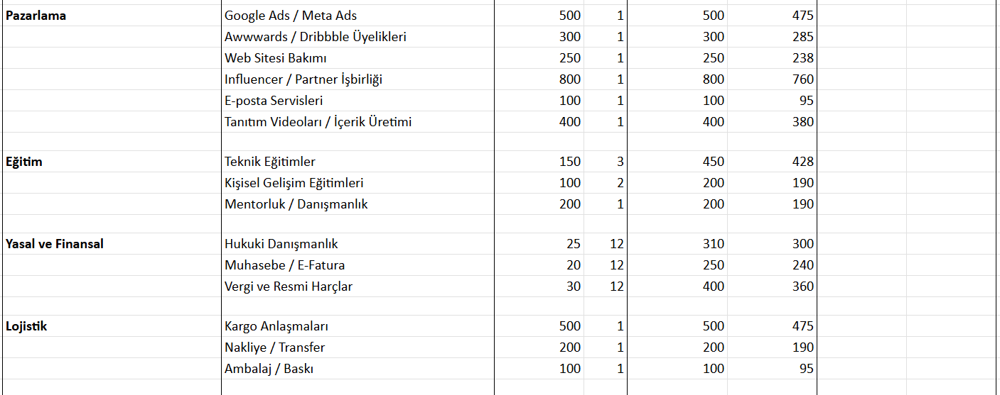 Pazarlama Google Ads / Meta Ads 500 1 500 475
Awwwards / Dribbble Üyelikleri 300 1 300 285
Web Sitesi Bakımı 250 1 250 238
Influencer / Partner İşbirliği 800 1 800 760
E-posta Servisleri 100 1 100 95
Tanıtım Videoları / İçerik Üretimi 400 1 400 380
Eğitim Teknik Eğitimler 150 3 450 428
Kişisel Gelişim Eğitimleri 100 2 200 190
Mentorluk / Danışmanlık 200 1 200 190
Yasal ve Finansal Hukuki Danışmanlık 25 12 310 300
Muhasebe / E-Fatura 20 12 250 240
Vergi ve Resmi Harçlar 30 12 400 360
Lojistik Kargo Anlaşmaları 500 1 500 475
Nakliye / Transfer 200 1 200 190
Ambalaj / Baskı 100 1 100 95